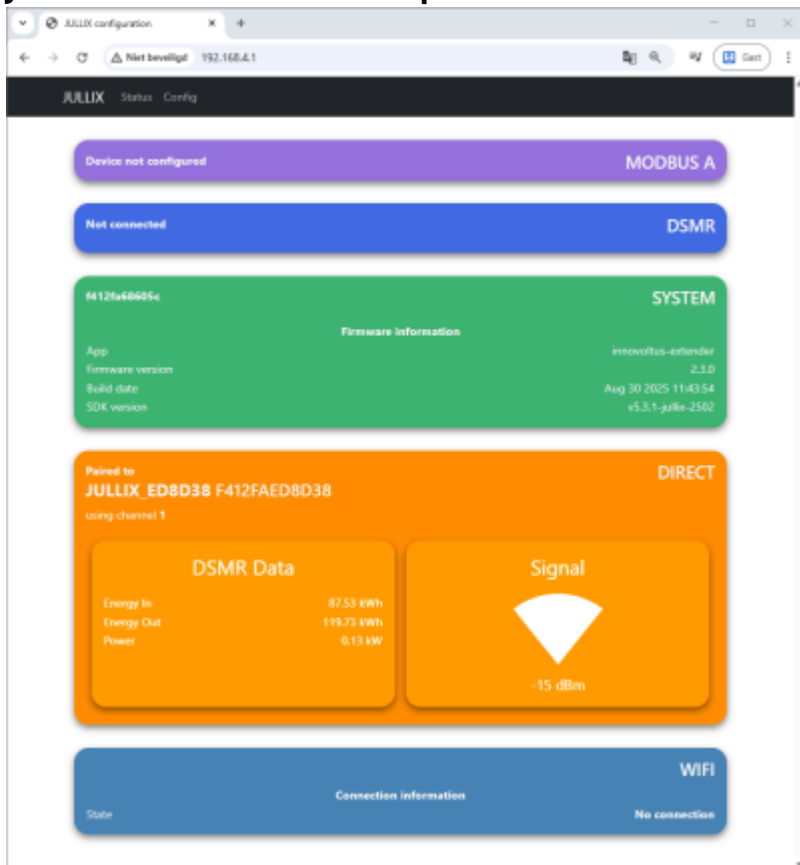 JULLIX configuration
Niet beveiligd 192.168.4.1
Gast
JULLIX Status Config
Device not configured MODBUS A
Not connected DSMR
f412fa68605c SYSTEM
Firmware information
App innovoltus-extender
Firmware version 2.3.0
Build date Aug 30 2025 11:43:54
SDK version v5.3.1-jullix-2502
Paired to DIRECT
JULLIX_ED8D38 F412FAED8D38
using channel 1
DSMR Data
Energy In 87.53 kWh
Energy Out 119.73 kWh
Power 0.13 kW
Signal
-15 dBm
WIFI
Connection information
State No connection